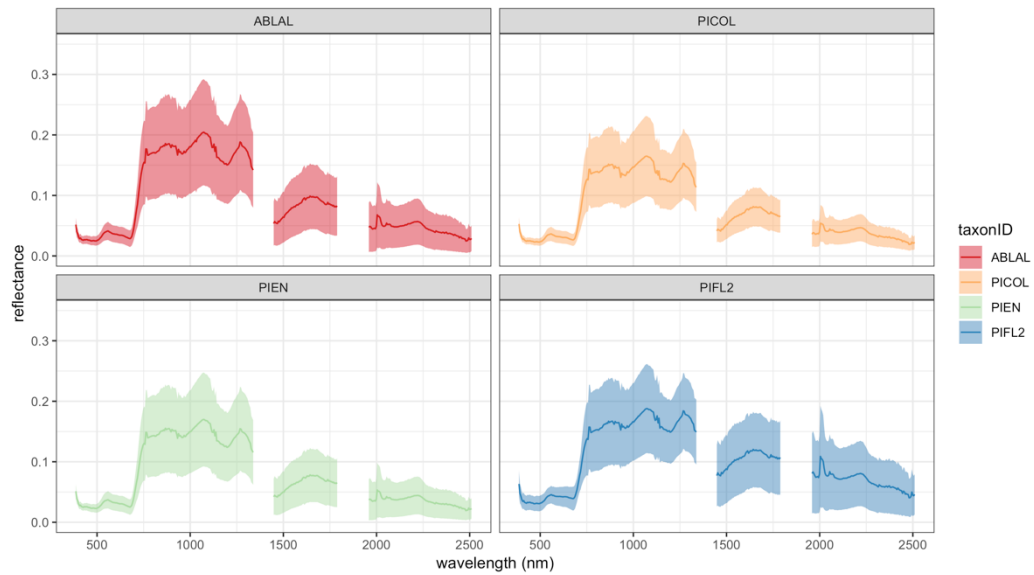 ABLAL
PICOL
0.3
0.2
0.1
0.0
PIEN
PIFL2
0.3
0.2
0.1
0.0
500 1000 1500 2000 2500
500 1000 1500 2000 2500
wavelength (nm)
reflectance
taxonID
ABLAL
PICOL
PIEN
PIFL2